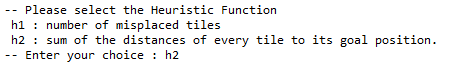 -- Please select the Heuristic Function
h1 : number of misplaced tiles
h2 : sum of the distances of every tile to its goal position.
-- Enter your choice : h2